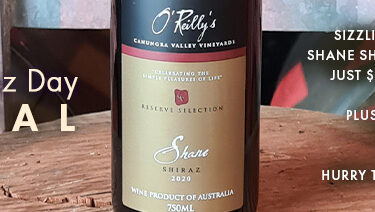 z Day
A L
O'Reilly's
CANUNGRA VALLEY VINEYARDS
CELEBRATING THE
SIMPLE PLEASURES OF LIFE
RESERVE SELECTION
Shane
SHIRAZ
2020
WINE PRODUCT OF AUSTRALIA
750ML
SIZZLI
SHANE SH
JUST $
PLUS
HURRY T